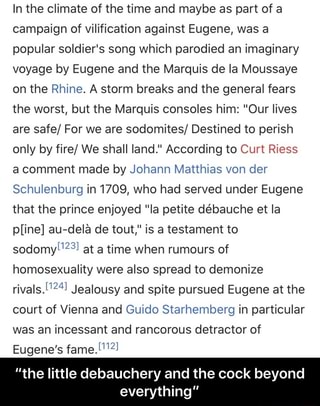 In the climate of the time and maybe as part of a
campaign of vilification against Eugene, was a
popular soldier's song which parodied an imaginary
voyage by Eugene and the Marquis de la Moussaye
on the Rhine. A storm breaks and the general fears
the worst, but the Marquis consoles him: "Our lives
are safe/ For we are sodomites/ Destined to perish
only by fire/ We shall land." According to Curt Riess
a comment made by Johann Matthias von der
Schulenburg in 1709, who had served under Eugene
that the prince enjoyed "la petite débauche et la
p[ine] au-delà de tout," is a testament to
sodomy[123] at a time when rumours of
homosexuality were also spread to demonize
rivals.[124] Jealousy and spite pursued Eugene at the
court of Vienna and Guido Starhemberg in particular
was an incessant and rancorous detractor of
Eugene's fame.[112]
"the little debauchery and the cock beyond
everything"